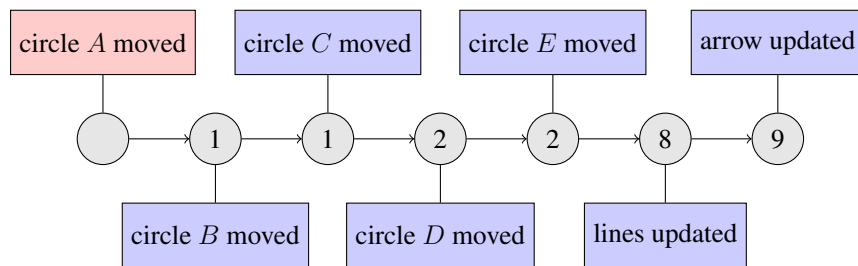 circle A moved
circle C moved
circle E moved
arrow updated
1
1
2
2
8
9
circle B moved
circle D moved
lines updated